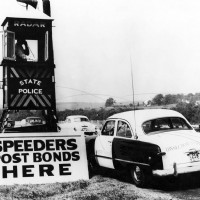 RADAR
STATE
POLICE
SPEEDERS
POST BONDS
HERE